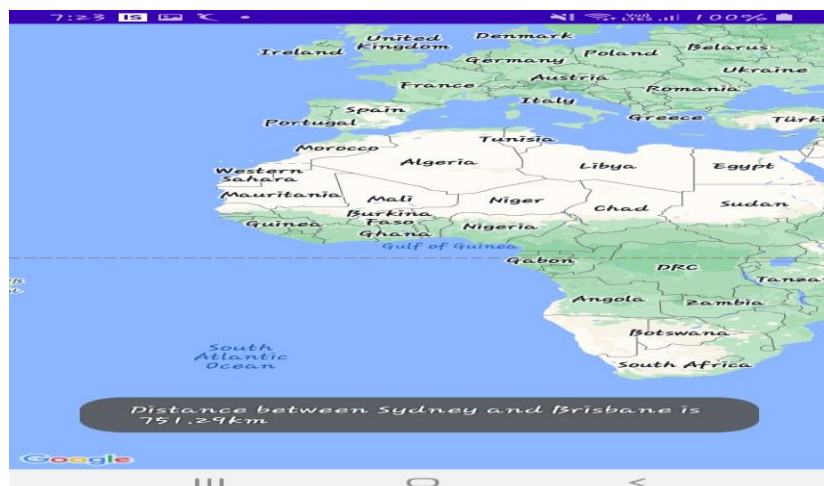 7:23 IS 100%
United
Denmark
Ireland Kingdom Poland Belarus
Germany
Ukraine
France Austria
Romania
Spain Italy
Portugal Greece Türki
Tunisia
Morocco
Algeria Libya Egypt
Western
Sahara
Mauritania Mali Niger Chad Sudan
Burkina
Faso
Guinea Nigeria
Ghana
Gulf of Guinea
Gabon DRC
Tanza
Angola Zambia
Botswana
South
Atlantic
Ocean
South Africa
Distance between Sydney and Brisbane is
751.29km
Google